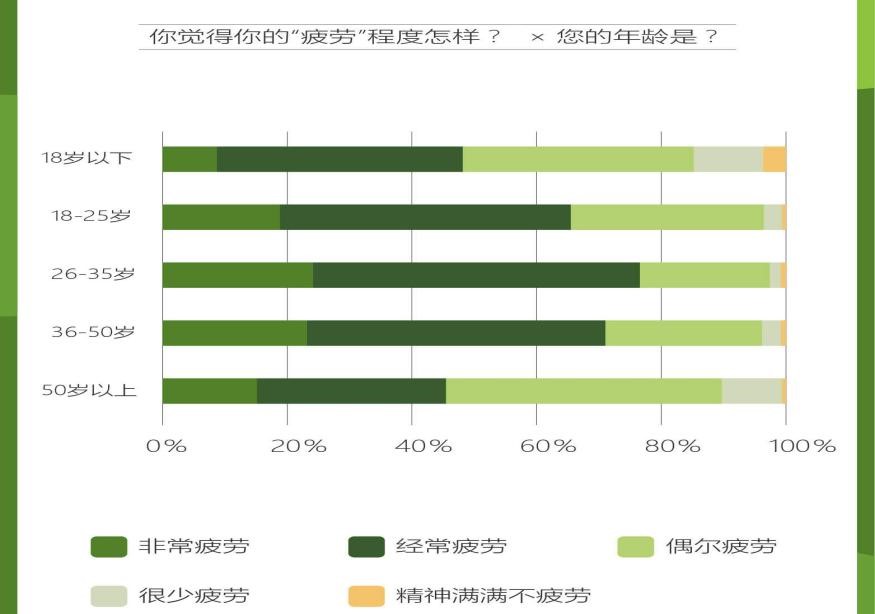 你觉得你的“疲劳”程度怎样？ × 您的年龄是？
18岁以下
18-25岁
26-35岁
36-50岁
50岁以上
0% 20% 40% 60% 80% 100%
非常疲劳 经常疲劳 偶尔疲劳
很少疲劳 精神满满不疲劳